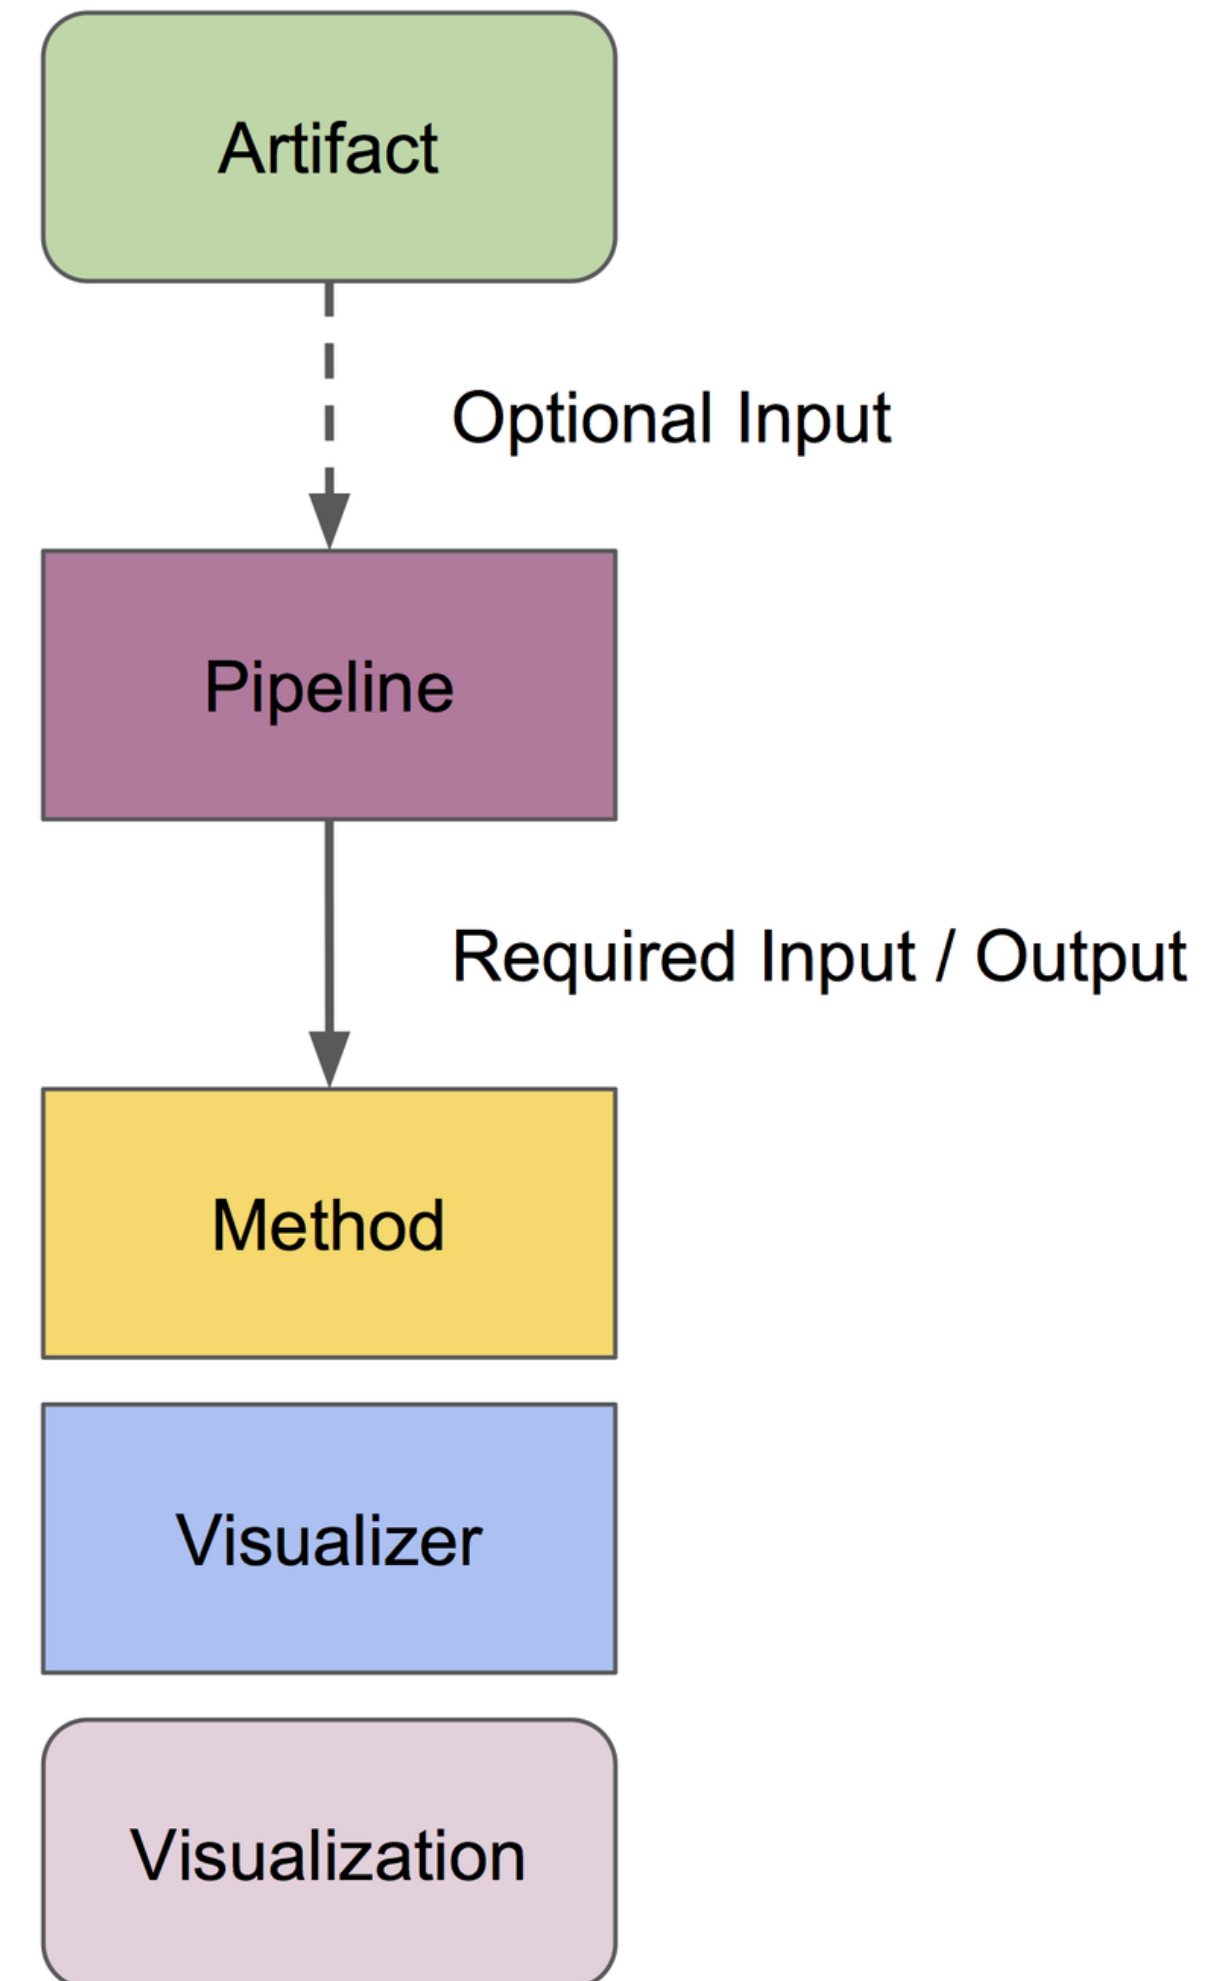 Artifact
Optional Input
Pipeline
Required Input / Output
Method
Visualizer
Visualization